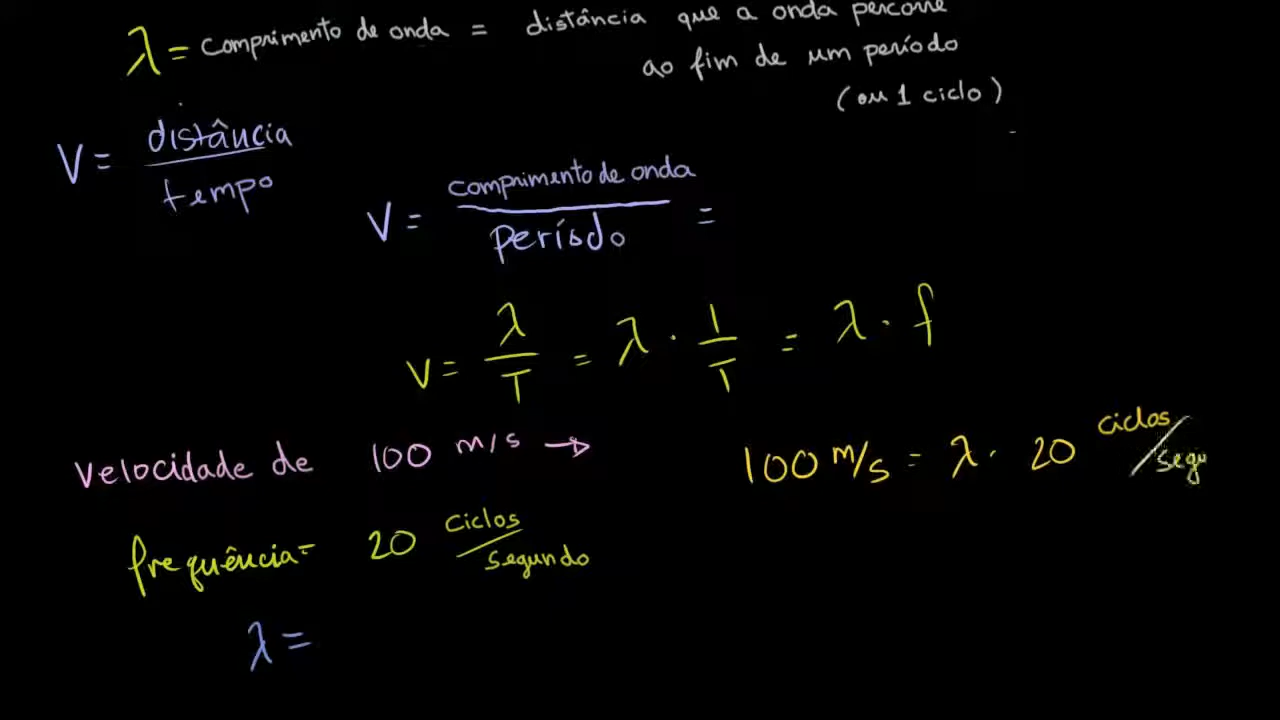 λ = comprimento de onda = distância que a onda percorre
ao fim de um período
(ou 1 ciclo)
V = distância / tempo
V = comprimento de onda / período =
v = λ / T = λ · 1 / T = λ · f
Velocidade de 100 m/s →
100 m/s = λ · 20 ciclos / segu
frequência = 20 ciclos / segundo
λ =